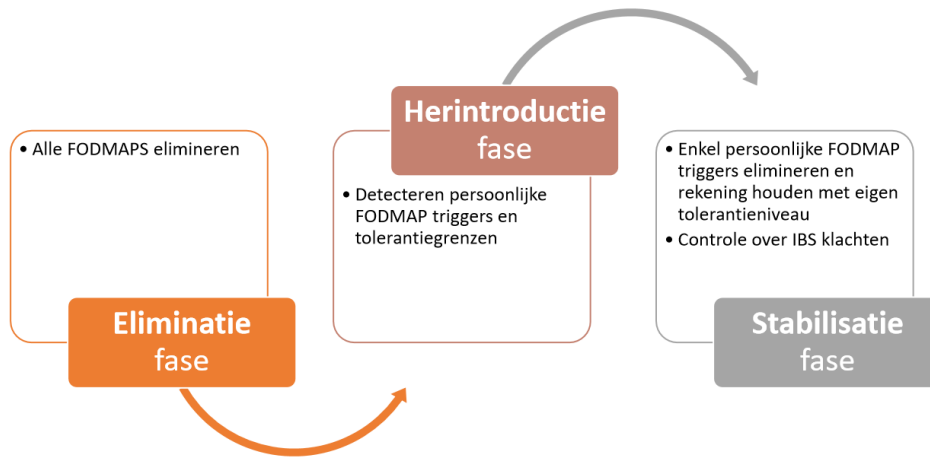 • Alle FODMAPS elimineren
Eliminatie
fase
Herintroductie
fase
• Detecteren persoonlijke
FODMAP triggers en
tolerantiegrenzen
• Enkel persoonlijke FODMAP
triggers elimineren en
rekening houden met eigen
tolerantieniveau
• Controle over IBS klachten
Stabilisatie
fase